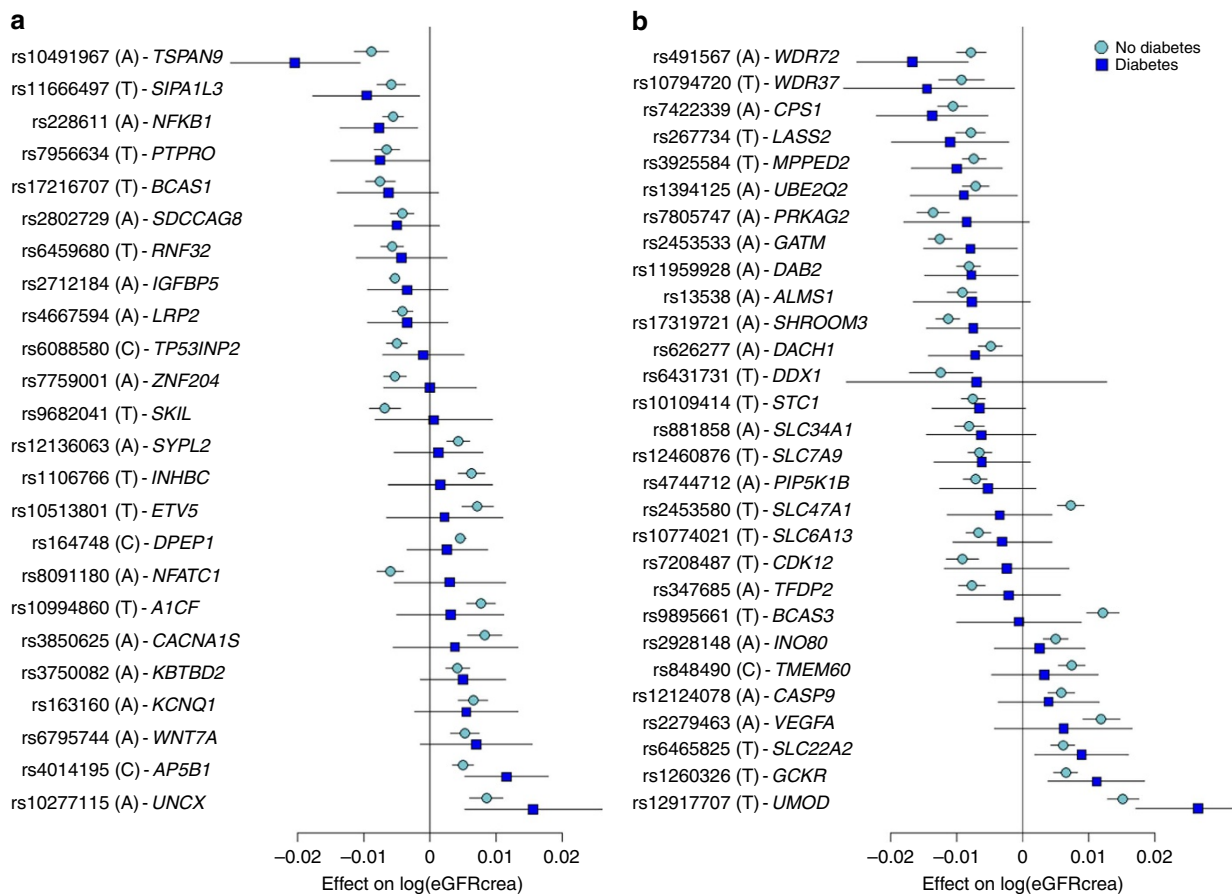 a
rs10491967 (A) - TSPAN9
rs11666497 (T) - SIPA1L3
rs228611 (A) - NFKB1
rs7956634 (T) - PTPRO
rs17216707 (T) - BCAS1
rs2802729 (A) - SDCCAG8
rs6459680 (T) - RNF32
rs2712184 (A) - IGFBP5
rs4667594 (A) - LRP2
rs6088580 (C) - TP53INP2
rs7759001 (A) - ZNF204
rs9682041 (T) - SKIL
rs12136063 (A) - SYPL2
rs1106766 (T) - INHBC
rs10513801 (T) - ETV5
rs164748 (C) - DPEP1
rs8091180 (A) - NFATC1
rs10994860 (T) - A1CF
rs3850625 (A) - CACNA1S
rs3750082 (A) - KBTBD2
rs163160 (A) - KCNQ1
rs6795744 (A) - WNT7A
rs4014195 (C) - AP5B1
rs10277115 (A) - UNCX
−0.02 −0.01 0 0.01 0.02
Effect on log(eGFRcrea)
b
No diabetes
Diabetes
rs491567 (A) - WDR72
rs10794720 (T) - WDR37
rs7422339 (A) - CPS1
rs267734 (T) - LASS2
rs3925584 (T) - MPPED2
rs1394125 (A) - UBE2Q2
rs7805747 (A) - PRKAG2
rs2453533 (A) - GATM
rs11959928 (A) - DAB2
rs13538 (A) - ALMS1
rs17319721 (A) - SHROOM3
rs626277 (A) - DACH1
rs6431731 (T) - DDX1
rs10109414 (T) - STC1
rs881858 (A) - SLC34A1
rs12460876 (T) - SLC7A9
rs4744712 (A) - PIP5K1B
rs2453580 (T) - SLC47A1
rs10774021 (T) - SLC6A13
rs7208487 (T) - CDK12
rs347685 (A) - TFDP2
rs9895661 (T) - BCAS3
rs2928148 (A) - INO80
rs848490 (C) - TMEM60
rs12124078 (A) - CASP9
rs2279463 (A) - VEGFA
rs6465825 (T) - SLC22A2
rs1260326 (T) - GCKR
rs12917707 (T) - UMOD
−0.02 −0.01 0 0.01 0.02
Effect on log(eGFRcrea)